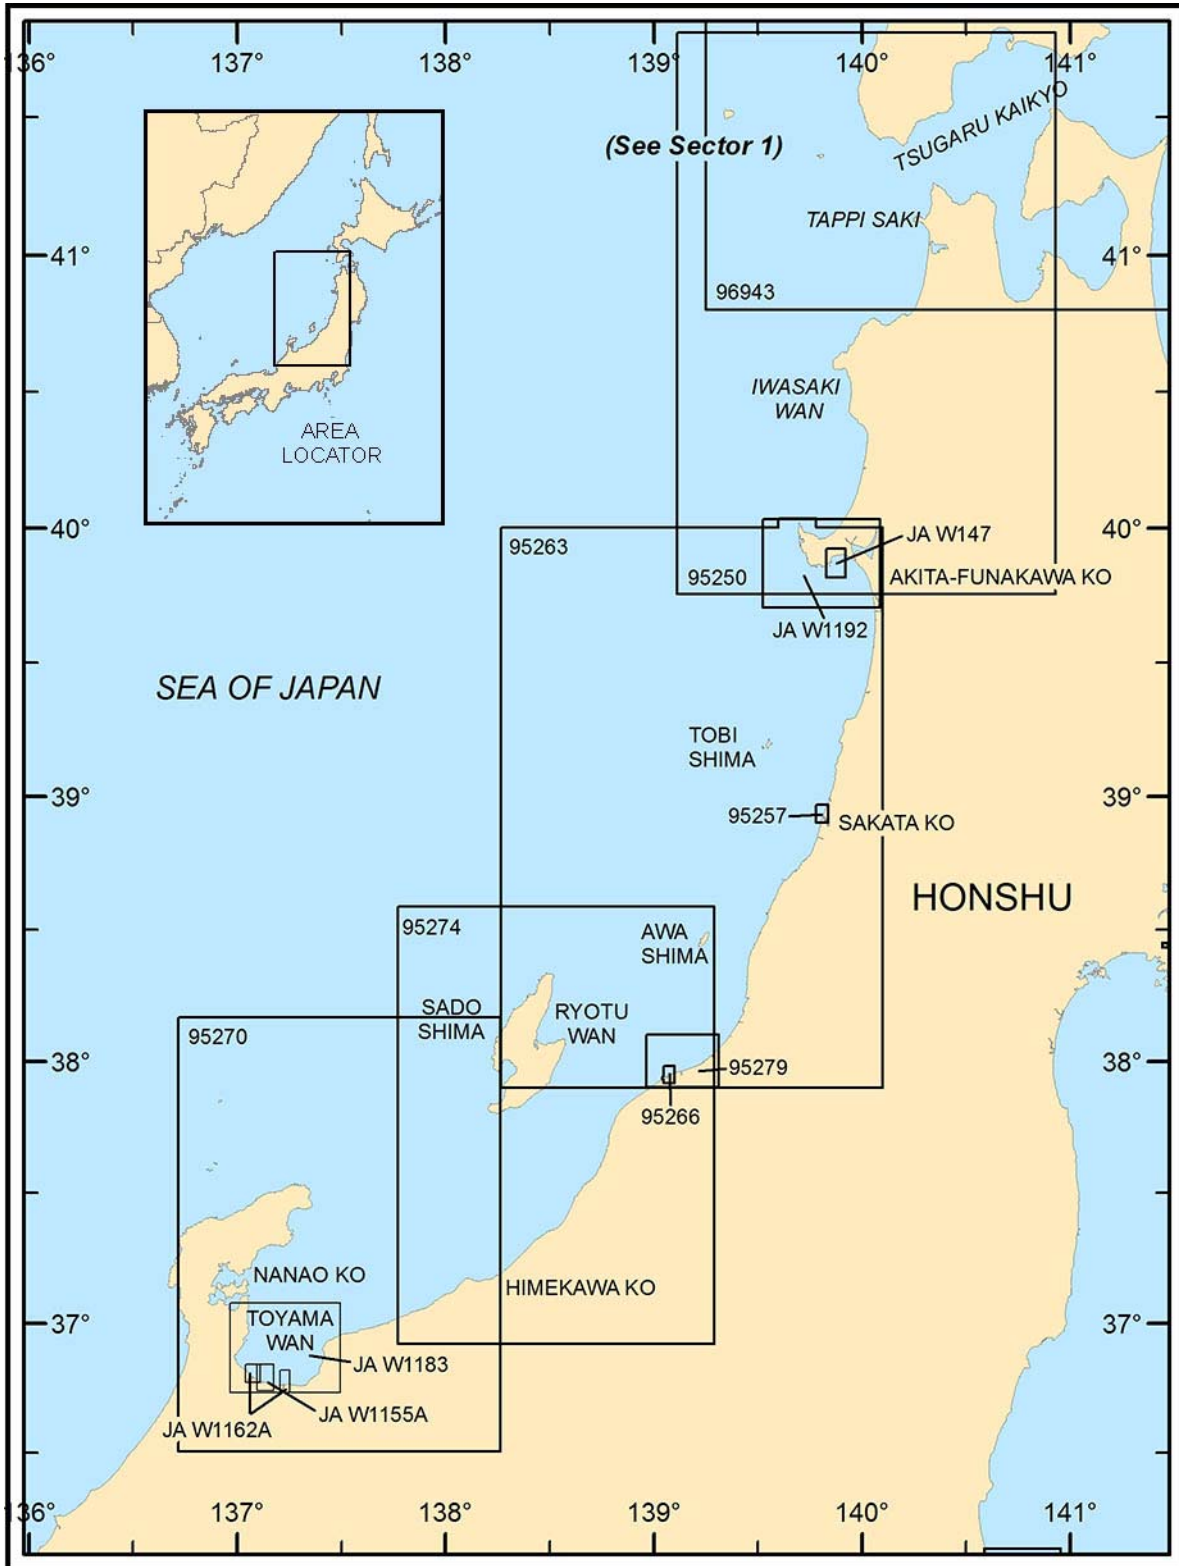 136°
137°
138°
139°
140°
141°
(See Sector 1)
TSUGARU KAIKYO
TAPPI SAKI
41°
41°
96943
IWASAKI
WAN
AREA
LOCATOR
40°
40°
95263
JA W147
95250
AKITA-FUNAKAWA KO
JA W1192
SEA OF JAPAN
TOBI
SHIMA
39°
39°
95257
SAKATA KO
HONSHU
95274
AWA
SHIMA
SADO
SHIMA
RYOTU
WAN
95270
38°
38°
95279
95266
NANAO KO
HIMEKAWA KO
TOYAMA
WAN
37°
37°
JA W1183
JA W1155A
JA W1162A
136°
137°
138°
139°
140°
141°